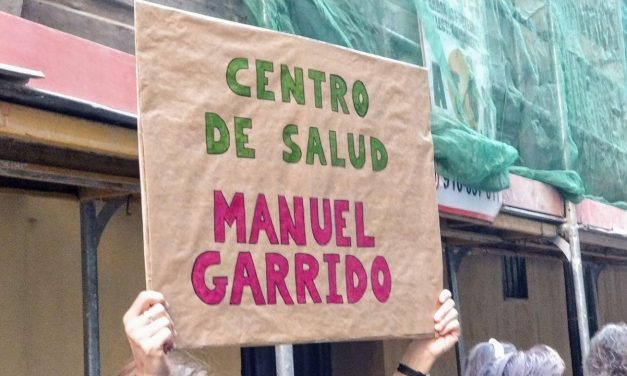 CENTRO
DE SALUD
MANUEL
GARRIDO